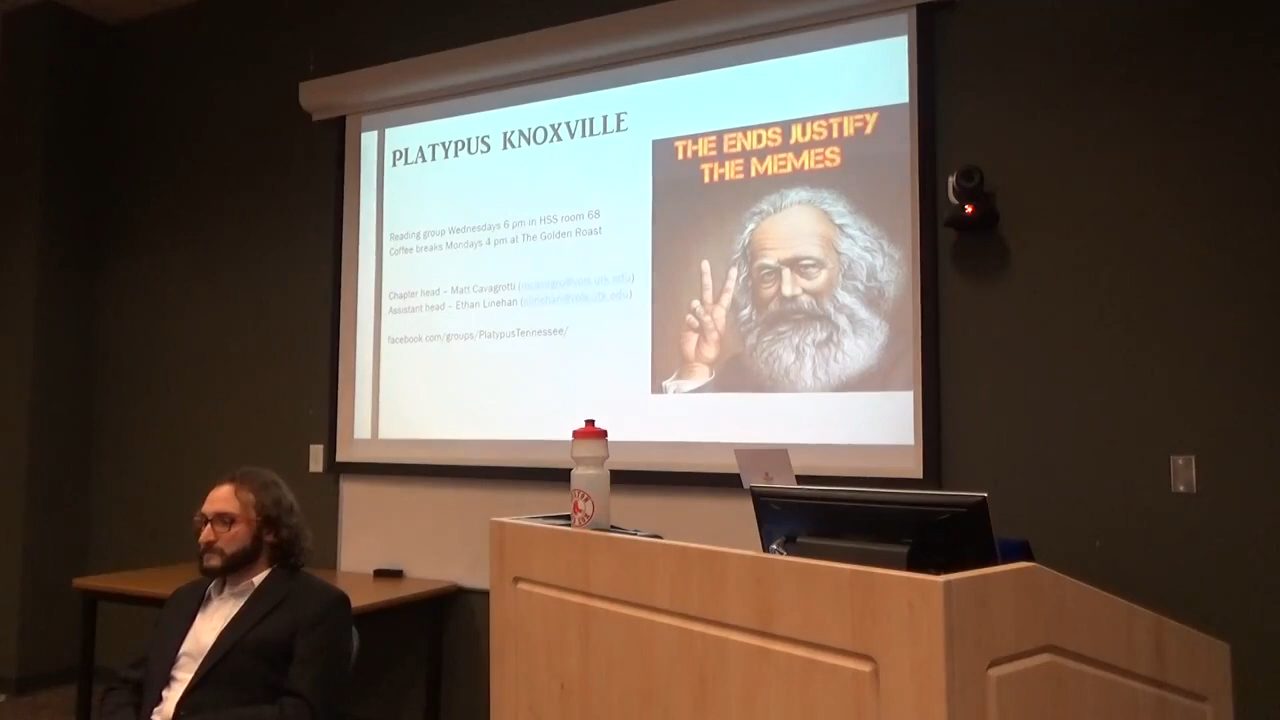 PLATYPUS KNOXVILLE
THE ENDS JUSTIFY
THE MEMES
Reading group Wednesdays 6 pm in HSS room 68
Coffee breaks Mondays 4 pm at The Golden Roast
Chapter head – Matt Cavagrotti (
Assistant head – Ethan Linehan (
facebook.com/groups/PlatypusTennessee/